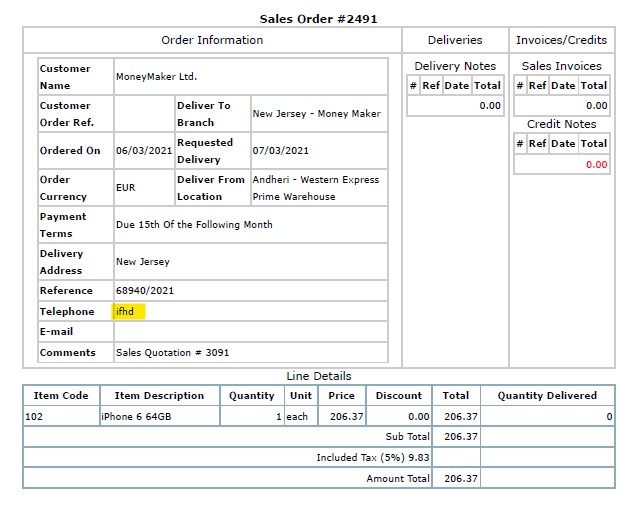 Sales Order #2491
Order Information
Deliveries
Invoices/Credits
Customer Name MoneyMaker Ltd.
Customer Order Ref. Deliver To Branch New Jersey - Money Maker
Ordered On 06/03/2021 Requested Delivery 07/03/2021
Order Currency EUR Deliver From Location Andheri - Western Express Prime Warehouse
Payment Terms Due 15th Of the Following Month
Delivery Address New Jersey
Reference 68940/2021
Telephone ifhd
E-mail
Comments Sales Quotation # 3091
Delivery Notes
# Ref Date Total
0.00
Sales Invoices
# Ref Date Total
0.00
Credit Notes
# Ref Date Total
0.00
Line Details
Item Code Item Description Quantity Unit Price Discount Total Quantity Delivered
102 iPhone 6 64GB 1 each 206.37 0.00 206.37 0
Sub Total 206.37
Included Tax (5%) 9.83
Amount Total 206.37